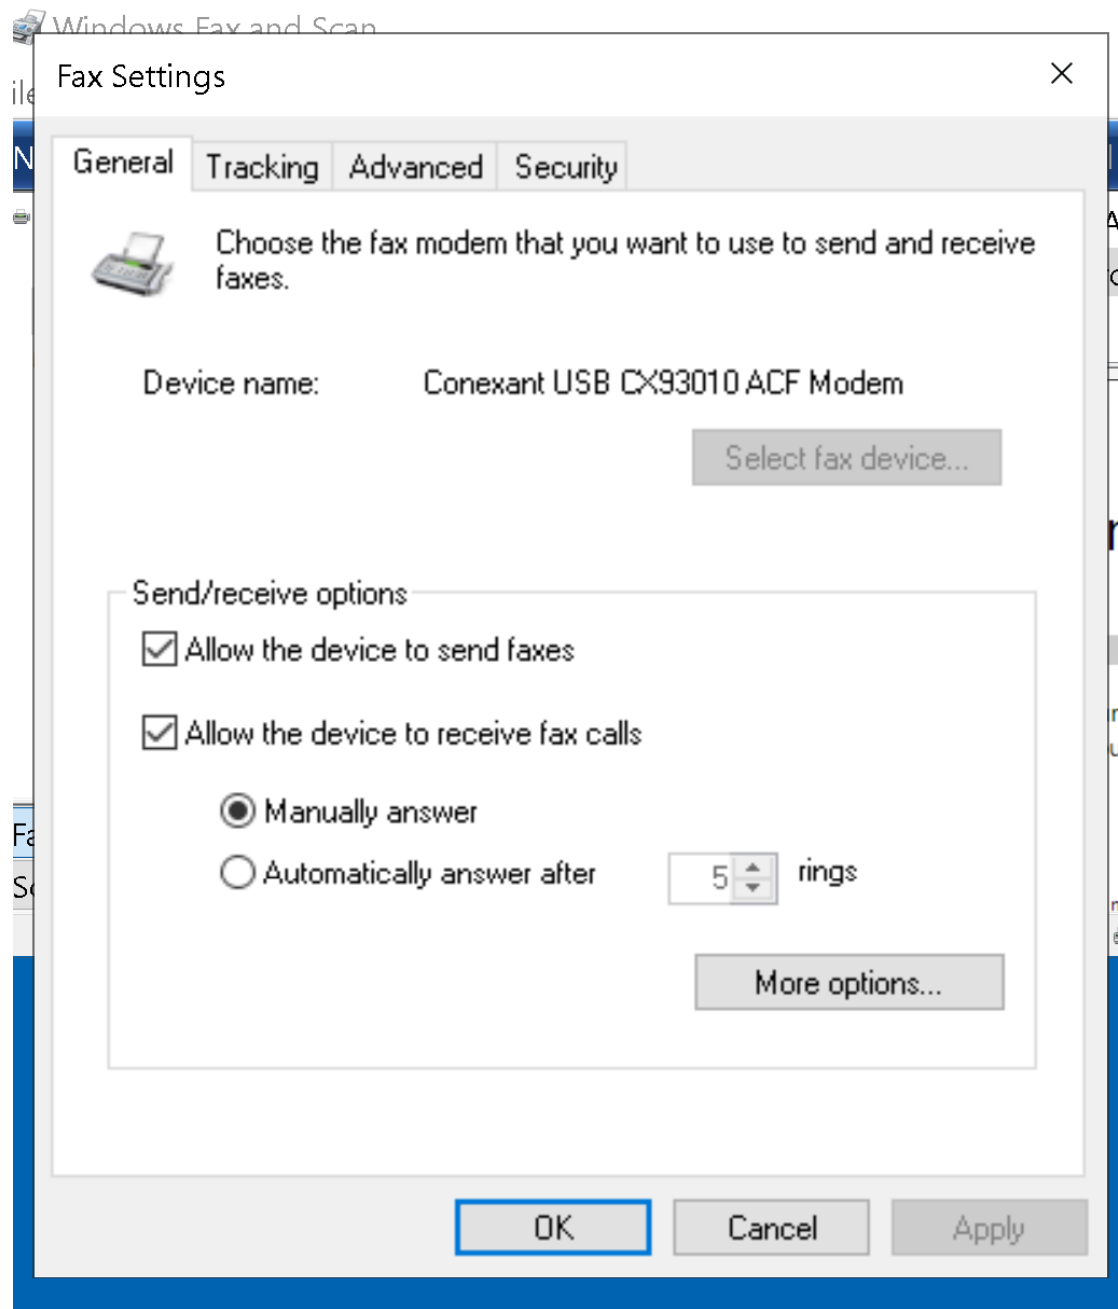 Windows Fax and Scan
Fax Settings
General
Tracking
Advanced
Security
Choose the fax modem that you want to use to send and receive
faxes.
Device name:
Conexant USB CX93010 ACF Modem
Select fax device...
Send/receive options
Allow the device to send faxes
Allow the device to receive fax calls
Manually answer
Automatically answer after
5
rings
More options...
OK
Cancel
Apply